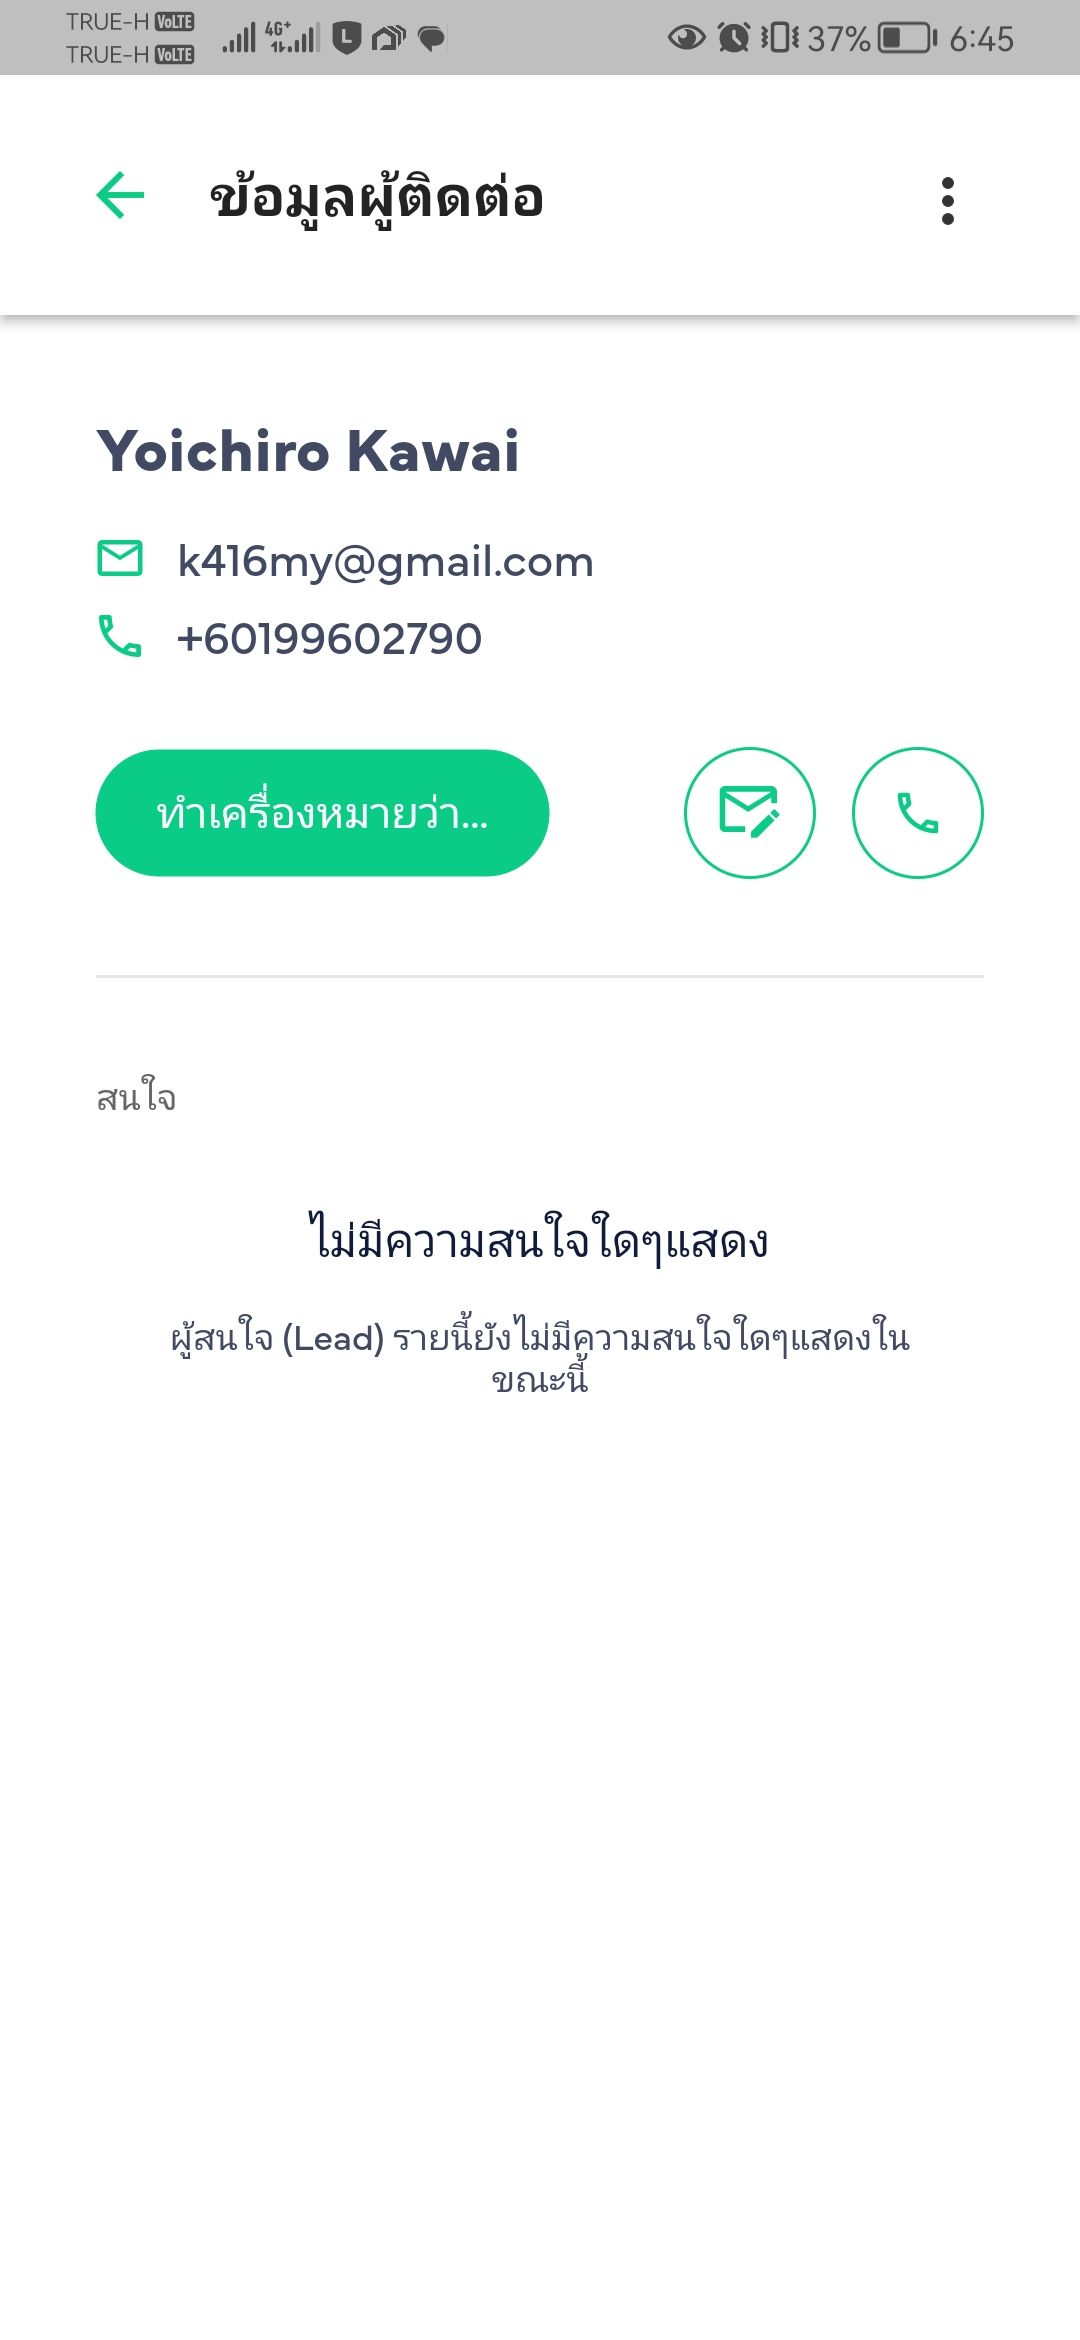 TRUE-H VoLTE 4G+ L 37% 6:45
TRUE-H VoLTE
ข้อมูลผู้ติดต่อ
Yoichiro Kawai
k416my@gmail.com
+60199602790
ทำเครื่องหมายว่า...
สนใจ
ไม่มีความสนใจใดๆแสดง
ผู้สนใจ (Lead) รายนี้ยังไม่มีความสนใจใดๆแสดงใน
ขณะนี้